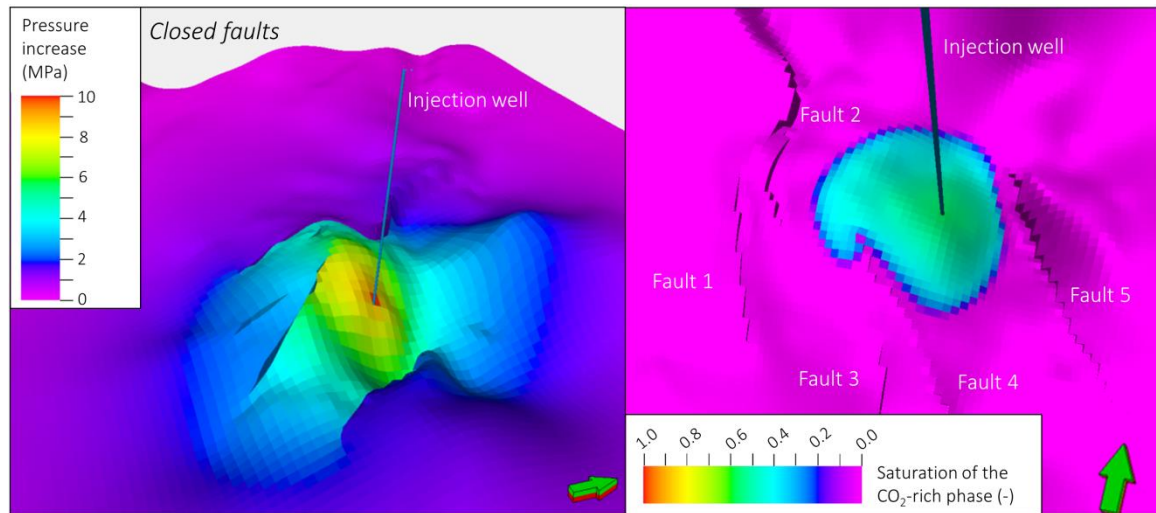 Pressure
increase
(MPa)
10
8
6
4
2
0
Closed faults
Injection well
Injection well
Fault 2
Fault 1
Fault 5
Fault 3
Fault 4
1.0
0.8
0.6
0.4
0.2
0.0
Saturation of the
CO₂-rich phase (-)